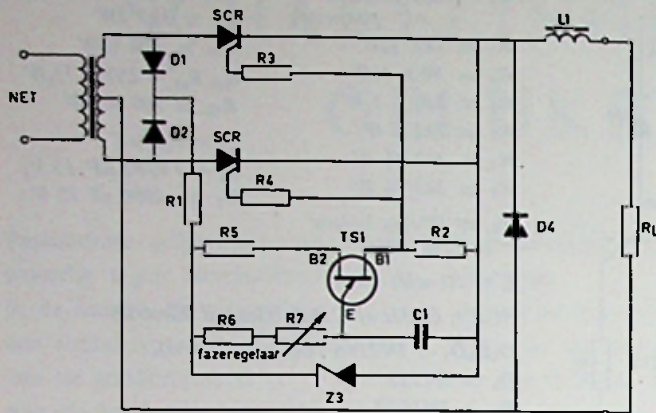 SCR
L1
D1
R3
NET
D2
SCR
R4
R1
D4
RL
R5
TS1
R2
B2
B1
R6
R7
E
C1
fazeregelaar
Z3